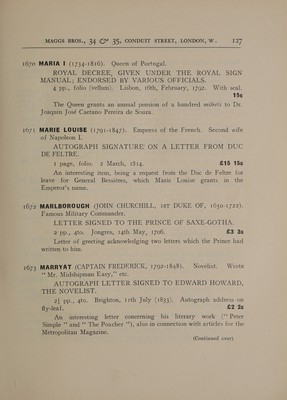 MAGGS BROS., 34 & 35, CONDUIT STREET, LONDON, W. 127
1670 MARIA I (1734-1816). Queen of Portugal.
ROYAL DECREE, GIVEN UNDER THE ROYAL SIGN
MANUAL; ENDORSED BY VARIOUS OFFICIALS.
4 pp., folio (vellum). Lisbon, 16th, February, 1792. With seal.
15s
The Queen grants an annual pension of a hundred milreis to Dr.
Joaquim José Caetano Pereira de Souza.
1671 MARIE LOUISE (1791-1847). Empress of the French. Second wife
of Napoleon I.
AUTOGRAPH SIGNATURE ON A LETTER FROM DUC
DE FELTRE.
1 page, folio. 2 March, 1814. £15 15s
An interesting item, being a request from the Duc de Feltre for
leave for General Bessières, which Marie Louise grants in the
Emperor's name.
1672 MARLBOROUGH (JOHN CHURCHILL, 1ST DUKE OF, 1650-1722).
Famous Military Commander.
LETTER SIGNED TO THE PRINCE OF SAXE-GOTHA.
2 pp., 4to. Jongres, 14th May, 1706. £3 3s
Letter of greeting acknowledging two letters which the Prince had
written to him.
1673 MARRYAT (CAPTAIN FREDERICK, 1792-1848). Novelist. Wrote
"Mr. Midshipman Easy," etc.
AUTOGRAPH LETTER SIGNED TO EDWARD HOWARD,
THE NOVELIST.
2½ pp., 4to. Brighton, 11th July (1835). Autograph address on
fly-leaf. £2 2s
An interesting letter concerning his literary work ("Peter
Simple" and "The Poacher"), also in connection with articles for the
Metropolitan Magazine.
(Continued over)